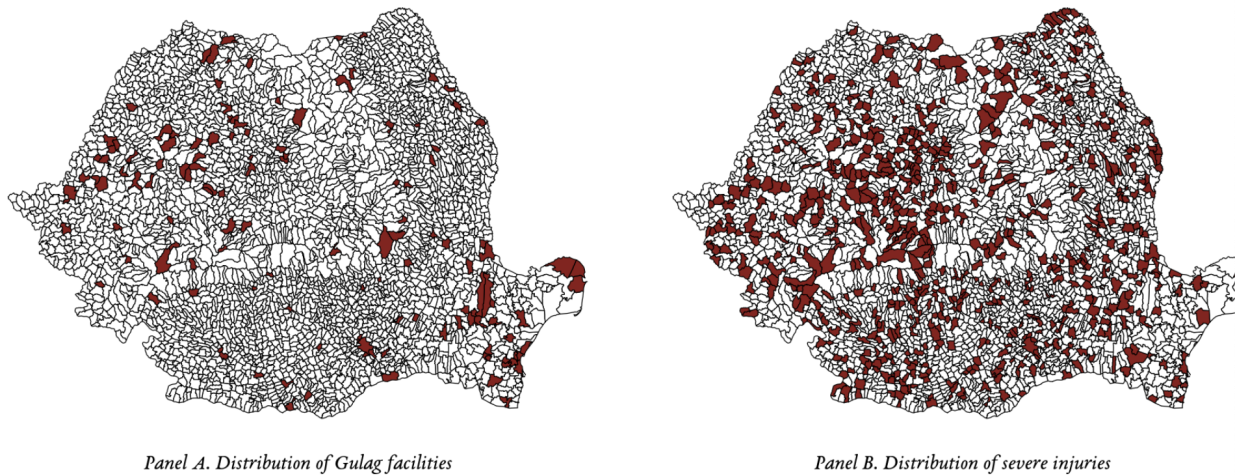 Panel A. Distribution of Gulag facilities
Panel B. Distribution of severe injuries